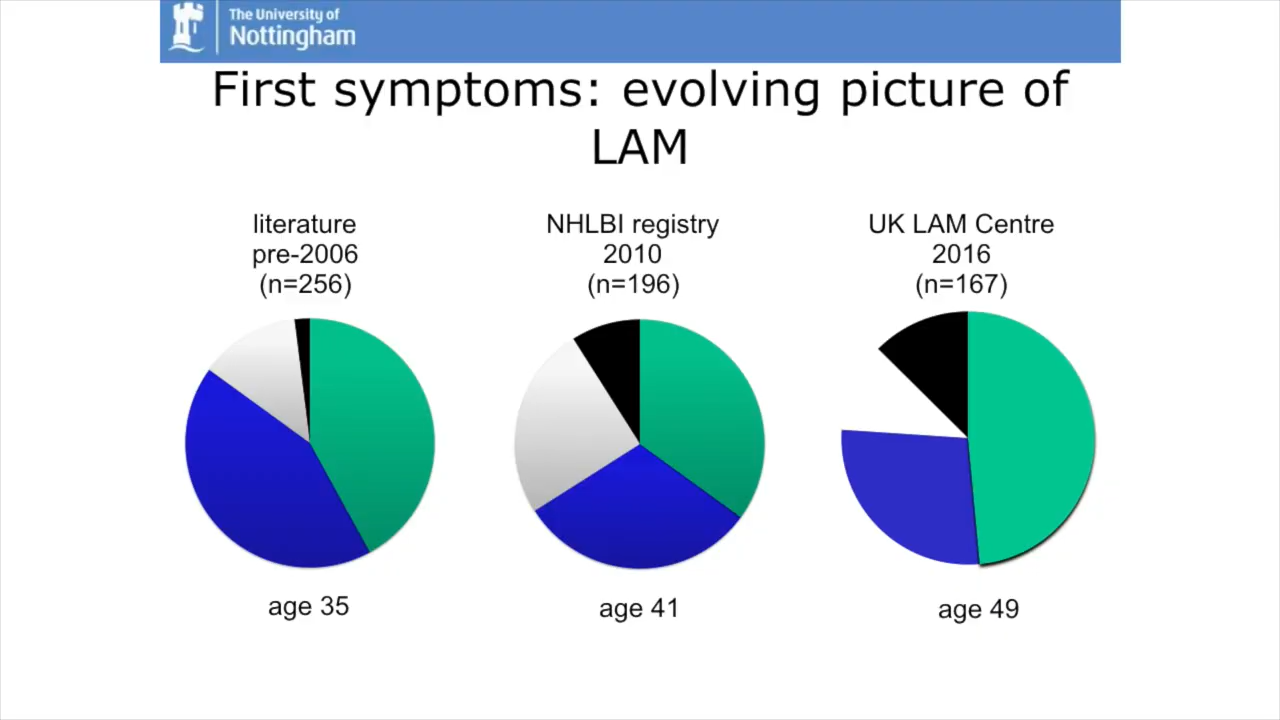 The University of
Nottingham
First symptoms: evolving picture of
LAM
literature
pre-2006
(n=256)
NHLBI registry
2010
(n=196)
UK LAM Centre
2016
(n=167)
age 35
age 41
age 49